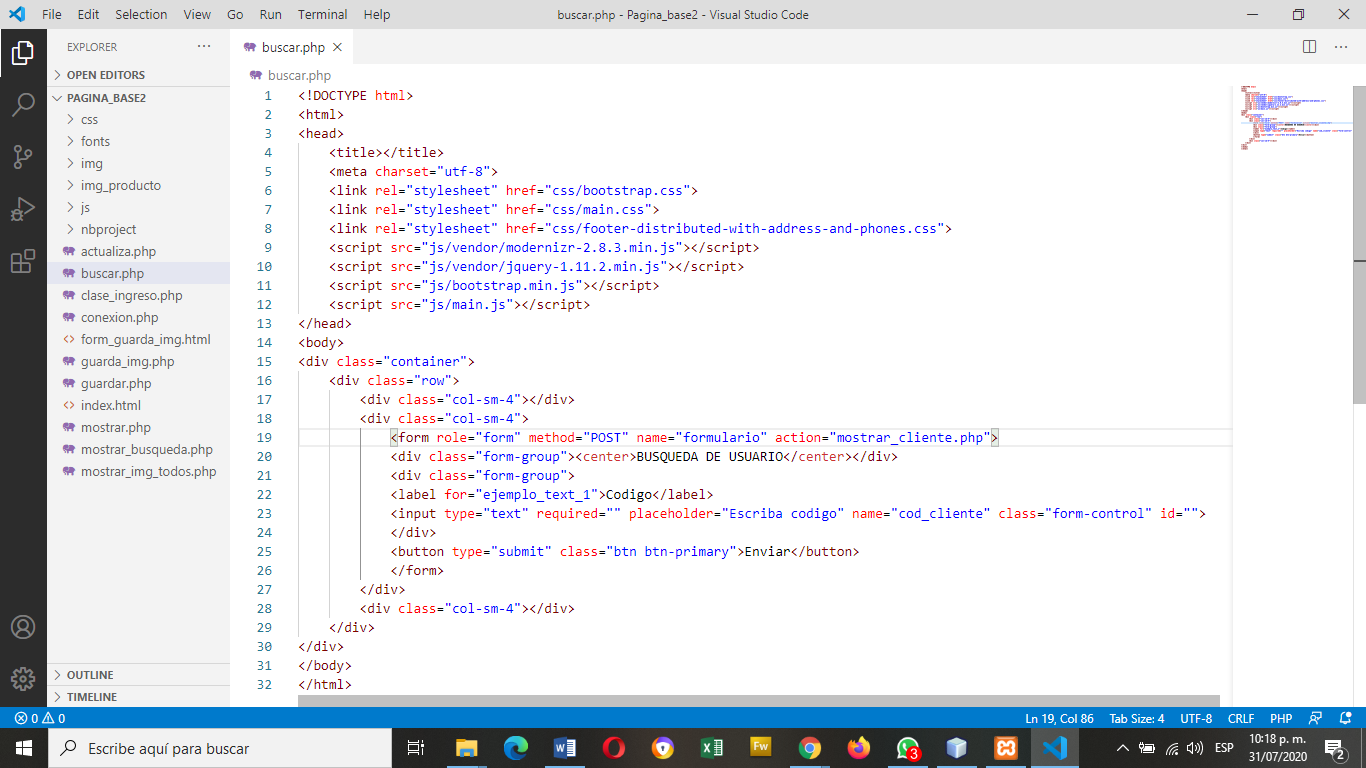 File Edit Selection View Go Run Terminal Help buscar.php - Pagina_base2 - Visual Studio Code
EXPLORER
OPEN EDITORS
PAGINA_BASE2
css
fonts
img
img_producto
js
nbproject
actualiza.php
buscar.php
clase_ingreso.php
conexion.php
form_guarda_img.html
guarda_img.php
guardar.php
index.html
mostrar.php
mostrar_busqueda.php
mostrar_img_todos.php
OUTLINE
TIMELINE
buscar.php
buscar.php
1 <!DOCTYPE html>
2 <html>
3 <head>
4 <title></title>
5 <meta charset="utf-8">
6 <link rel="stylesheet" href="css/bootstrap.css">
7 <link rel="stylesheet" href="css/main.css">
8 <link rel="stylesheet" href="css/footer-distributed-with-address-and-phones.css">
9 <script src="js/vendor/modernizr-2.8.3.min.js"></script>
10 <script src="js/vendor/jquery-1.11.2.min.js"></script>
11 <script src="js/bootstrap.min.js"></script>
12 <script src="js/main.js"></script>
13 </head>
14 <body>
15 <div class="container">
16 <div class="row">
17 <div class="col-sm-4"></div>
18 <div class="col-sm-4">
19 <form role="form" method="POST" name="formulario" action="mostrar_cliente.php">
20 <div class="form-group"><center>BUSQUEDA DE USUARIO</center></div>
21 <div class="form-group">
22 <label for="ejemplo_text_1">Codigo</label>
23 <input type="text" required="" placeholder="Escriba codigo" name="cod_cliente" class="form-control" id="">
24 </div>
25 <button type="submit" class="btn btn-primary">Enviar</button>
26 </form>
27 </div>
28 <div class="col-sm-4"></div>
29 </div>
30 </div>
31 </body>
32 </html>
0 0 Ln 19, Col 86 Tab Size: 4 UTF-8 CRLF PHP
Escribe aquí para buscar
Fw
3
ESP
10:18 p. m.
31/07/2020
2